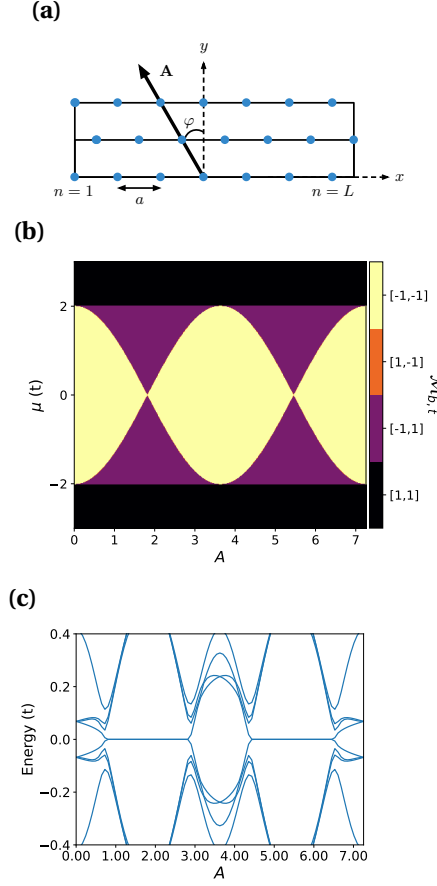 (a)
y
A
φ
x
n = 1
a
n = L
(b)
μ (t)
2
0
−2
0 1 2 3 4 5 6 7
A
[-1,-1]
[1,-1]
[-1,1]
[1,1]
ℳb,t
(c)
Energy (t)
0.4
0.2
0.0
−0.2
−0.4
0.00 1.00 2.00 3.00 4.00 5.00 6.00 7.00
A